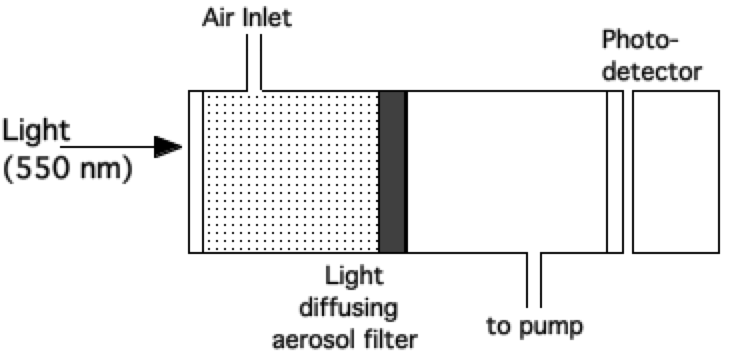 Air Inlet
Photo-
detector
Light
(550 nm)
Light
diffusing
aerosol filter
to pump